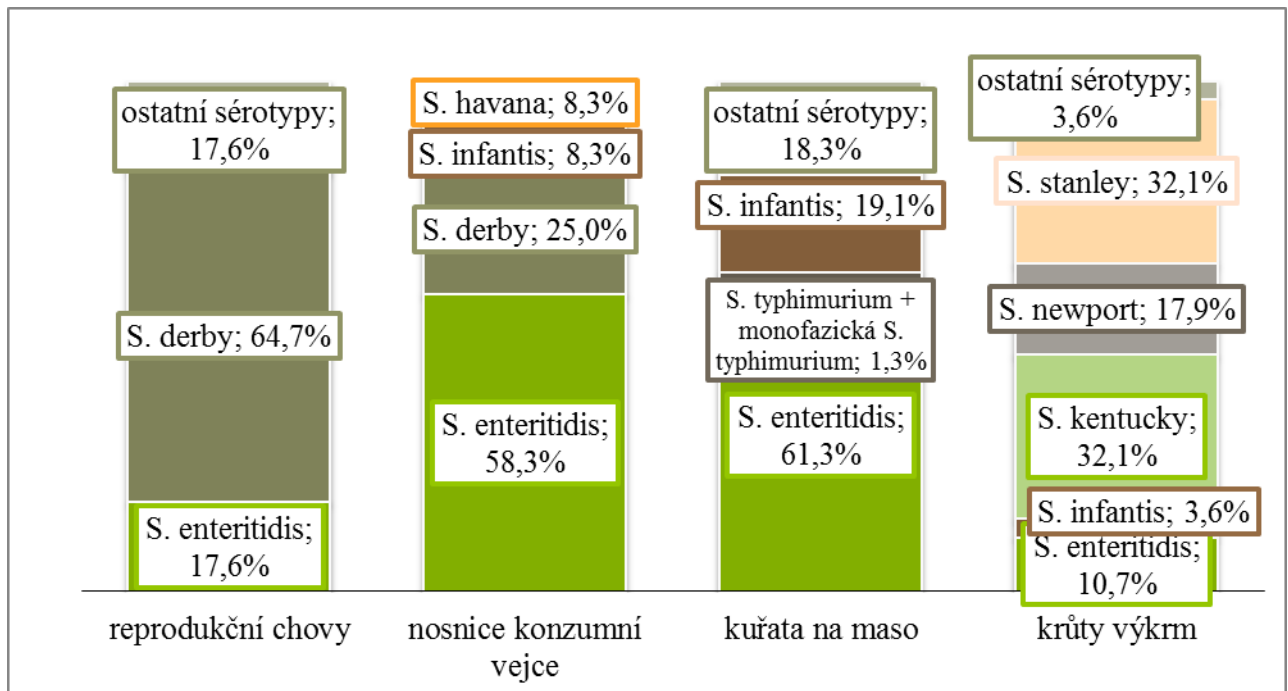 ostatní sérotypy;
17,6%
S. derby; 64,7%
S. enteritidis;
17,6%
reprodukční chovy
S. havana; 8,3%
S. infantis; 8,3%
S. derby; 25,0%
S. enteritidis;
58,3%
nosnice konzumní
vejce
ostatní sérotypy;
18,3%
S. infantis; 19,1%
S. typhimurium +
monofazická S.
typhimurium; 1,3%
S. enteritidis;
61,3%
kuřata na maso
ostatní sérotypy;
3,6%
S. stanley; 32,1%
S. newport; 17,9%
S. kentucky;
32,1%
S. infantis; 3,6%
S. enteritidis;
10,7%
krůty výkrm